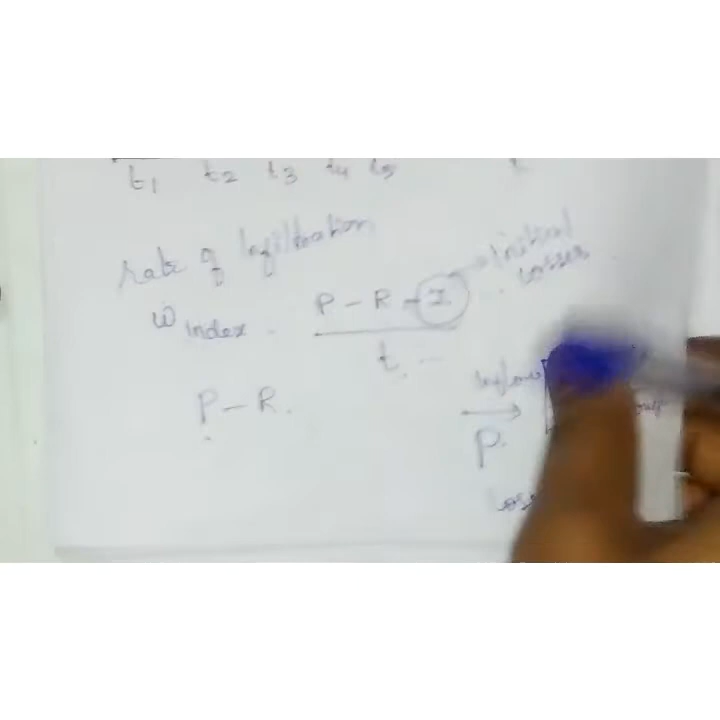 t1 t2 t3 t4 t5 t
rate of Infiltration
W index P - R - I Initial losses
t
P - R.
Inflow
P.